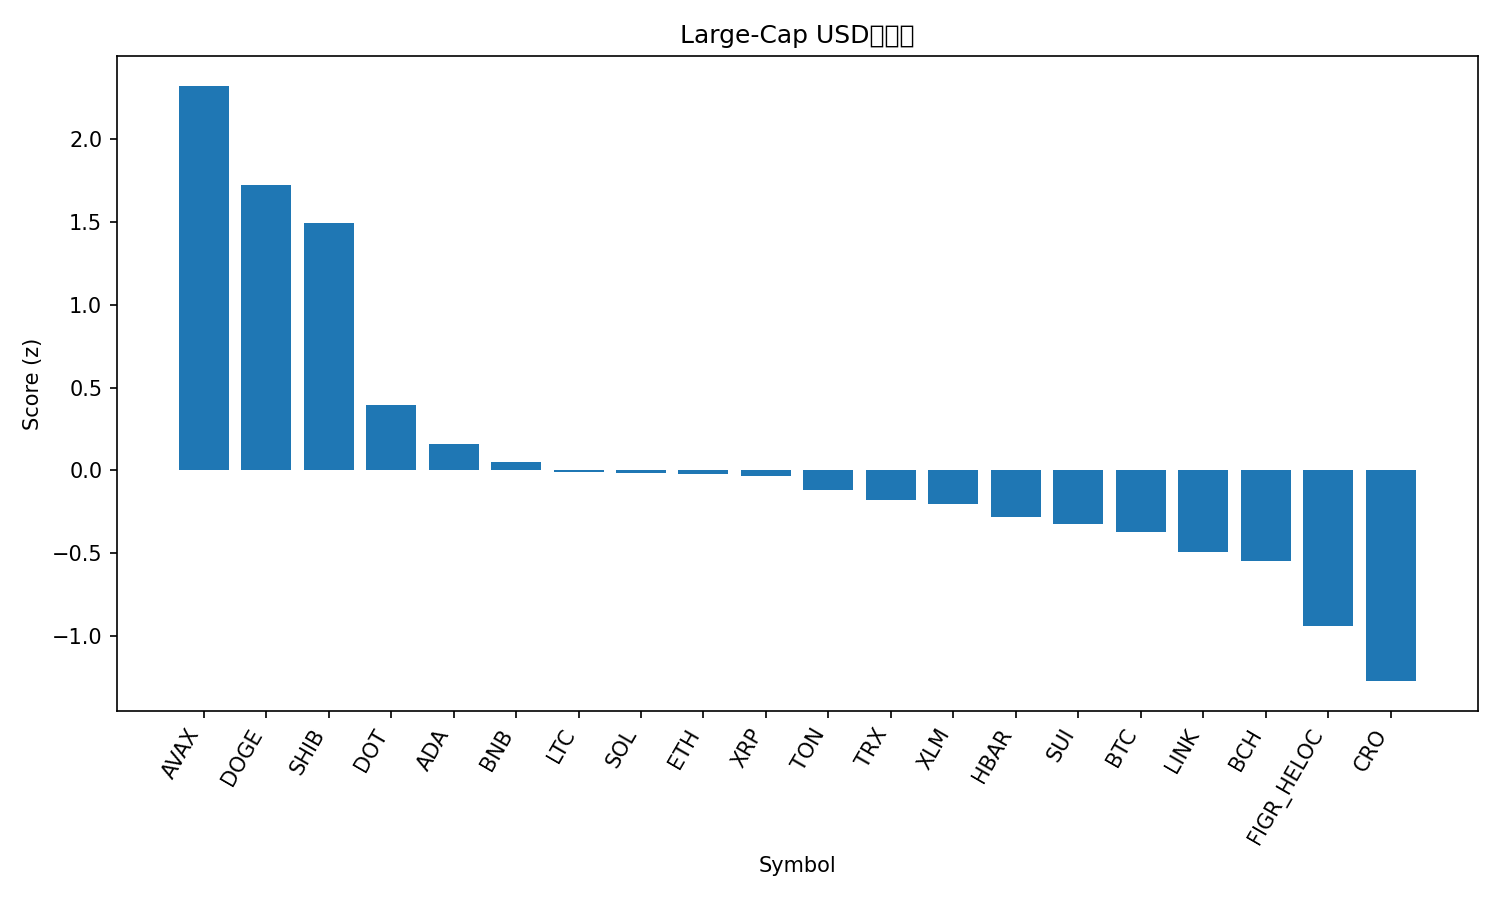 Large-Cap USD
Score (z)
2.0
1.5
1.0
0.5
0.0
−0.5
−1.0
AVAX
DOGE
SHIB
DOT
ADA
BNB
LTC
SOL
ETH
XRP
TON
TRX
XLM
HBAR
SUI
BTC
LINK
BCH
FIGR_HELOC
CRO
Symbol